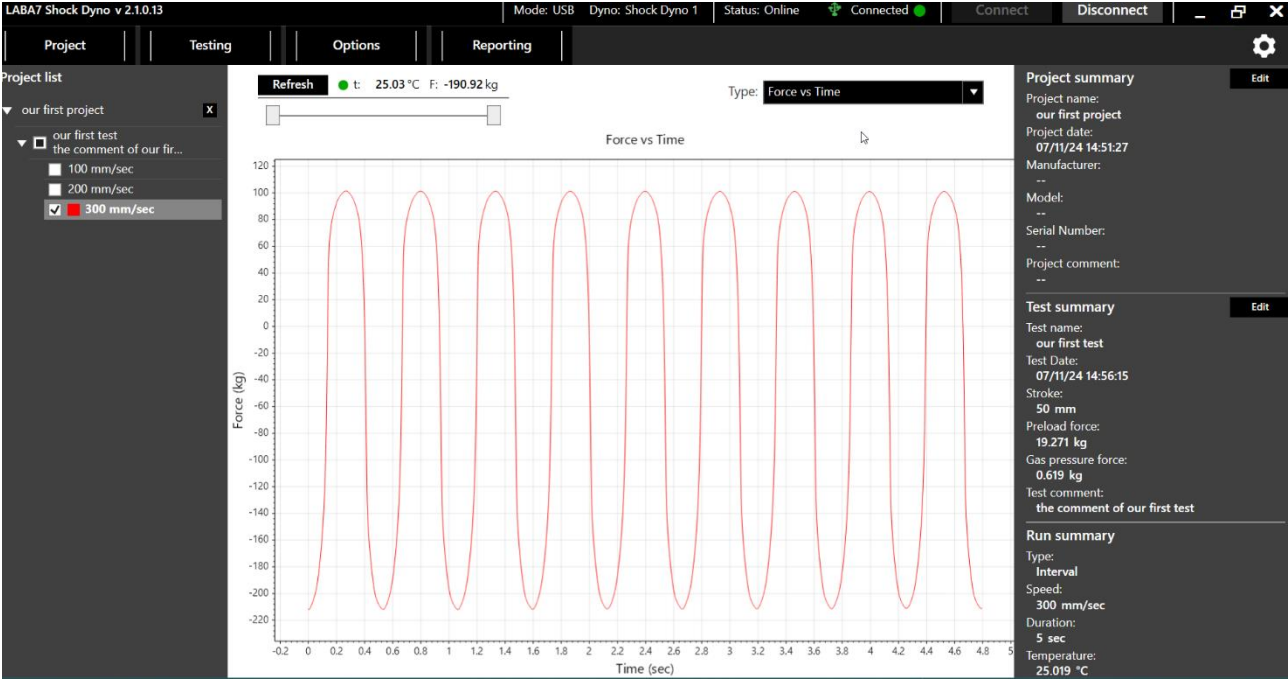 LABA7 Shock Dyno v 2.1.0.13
Mode: USB Dyno: Shock Dyno 1 Status: Online Connected Connect Disconnect
Project Testing Options Reporting
Project list
our first project X
our first test
the comment of our fir...
100 mm/sec
200 mm/sec
300 mm/sec
Refresh t: 25.03 °C F: -190.92 kg
Type: Force vs Time
Force vs Time
120
100
80
60
40
20
0
-20
-40
-60
-80
-100
-120
-140
-160
-180
-200
-220
Force (kg)
-0.2 0 0.2 0.4 0.6 0.8 1 1.2 1.4 1.6 1.8 2 2.2 2.4 2.6 2.8 3 3.2 3.4 3.6 3.8 4 4.2 4.4 4.6 4.8 5
Time (sec)
Project summary Edit
Project name:
our first project
Project date:
07/11/24 14:51:27
Manufacturer:
--
Model:
--
Serial Number:
--
Project comment:
--
Test summary Edit
Test name:
our first test
Test Date:
07/11/24 14:56:15
Stroke:
50 mm
Preload force:
19.271 kg
Gas pressure force:
0.619 kg
Test comment:
the comment of our first test
Run summary
Type:
Interval
Speed:
300 mm/sec
Duration:
5 sec
Temperature:
25.019 °C